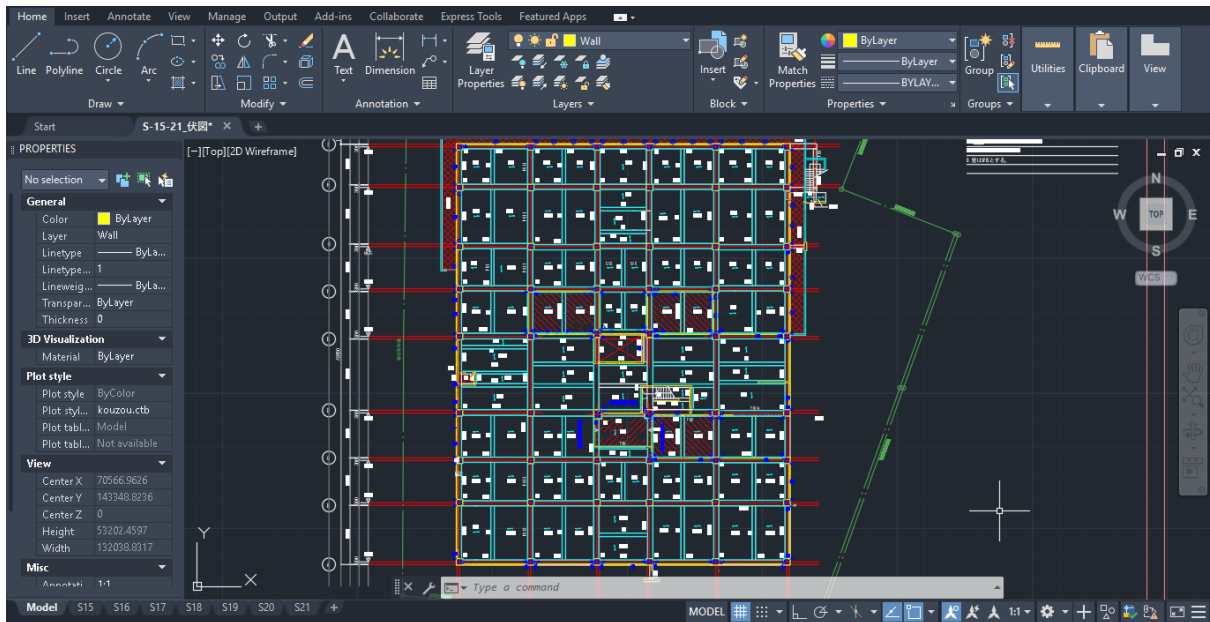 Home Insert Annotate View Manage Output Add-ins Collaborate Express Tools Featured Apps
Line Polyline Circle Arc
Text Dimension
Layer Properties
Wall
Insert
Match Properties
ByLayer
ByLayer
BYLAY...
Group
Utilities Clipboard View
Draw Modify Annotation Layers Block Properties Groups
Start S-15-21_伏図*
PROPERTIES
[−][Top][2D Wireframe]
No selection
General
Color ByLayer
Layer Wall
Linetype ByLa...
Linetype... 1
Lineweig... ByLa...
Transpar... ByLayer
Thickness 0
3D Visualization
Material ByLayer
Plot style
Plot style ByColor
Plot styl... kouzou.ctb
Plot tabl... Model
Plot tabl... Not available
View
Center X 70566.9626
Center Y 143348.8236
Center Z 0
Height 53202.4597
Width 132038.8317
Misc
Annotati... 1:1
N
W TOP E
S
WCS
Y
X
Type a command
Model S15 S16 S17 S18 S19 S20 S21 +
MODEL 1:1